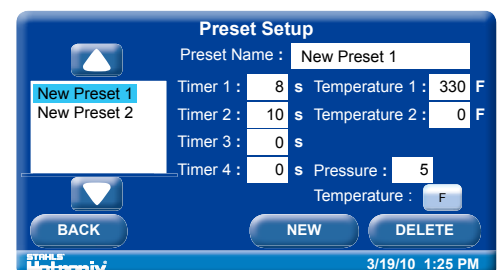 Preset Setup
Preset Name : New Preset 1
New Preset 1
New Preset 2
Timer 1 : 8 s Temperature 1 : 330 F
Timer 2 : 10 s Temperature 2 : 0 F
Timer 3 : 0 s
Timer 4 : 0 s Pressure : 5
Temperature : F
BACK NEW DELETE
STAHLS'
Hotronix
3/19/10 1:25 PM